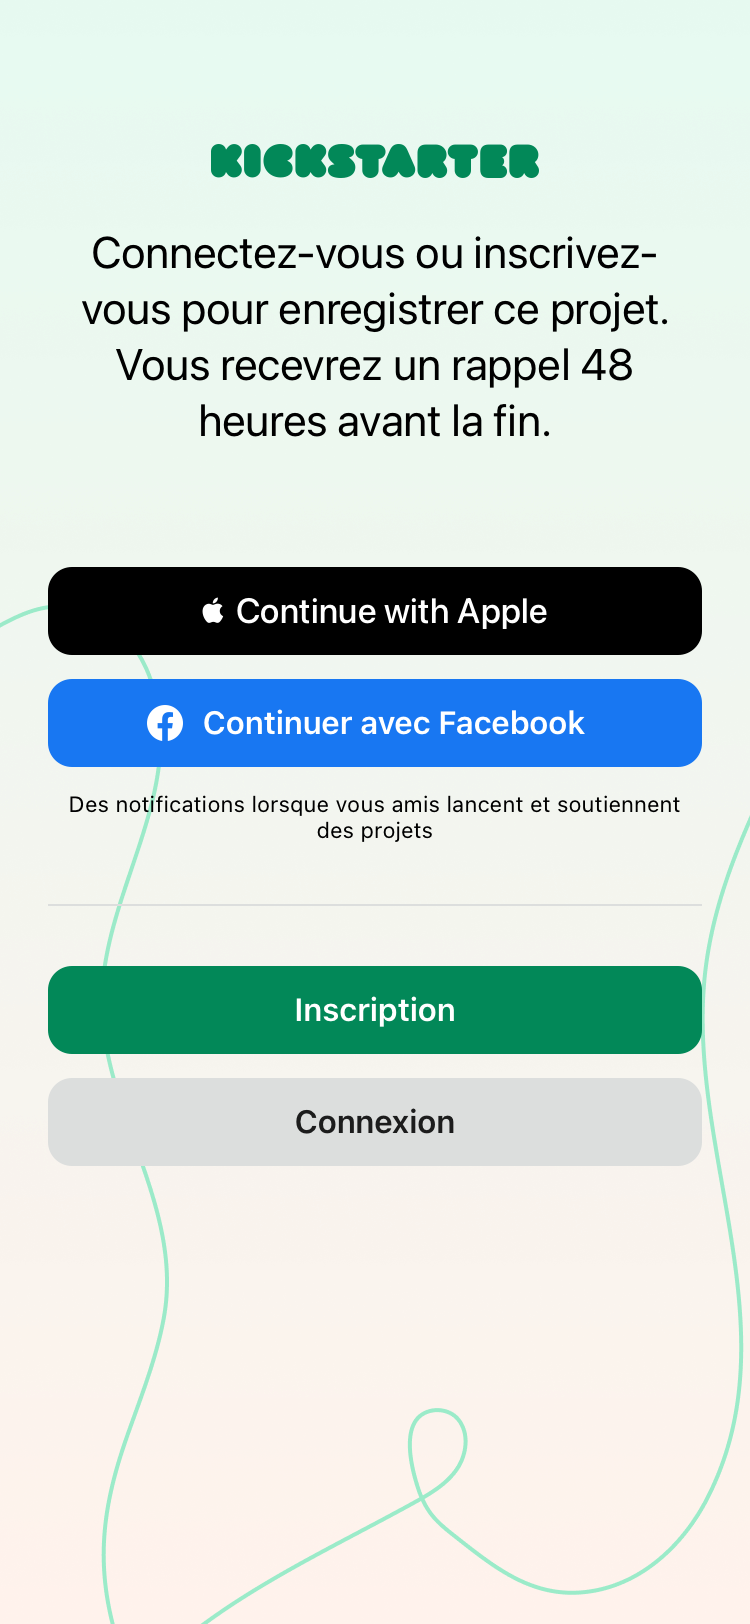 KICKSTARTER
Connectez-vous ou inscrivez-
vous pour enregistrer ce projet.
Vous recevrez un rappel 48
heures avant la fin.
Continue with Apple
Continuer avec Facebook
Des notifications lorsque vous amis lancent et soutiennent
des projets
Inscription
Connexion